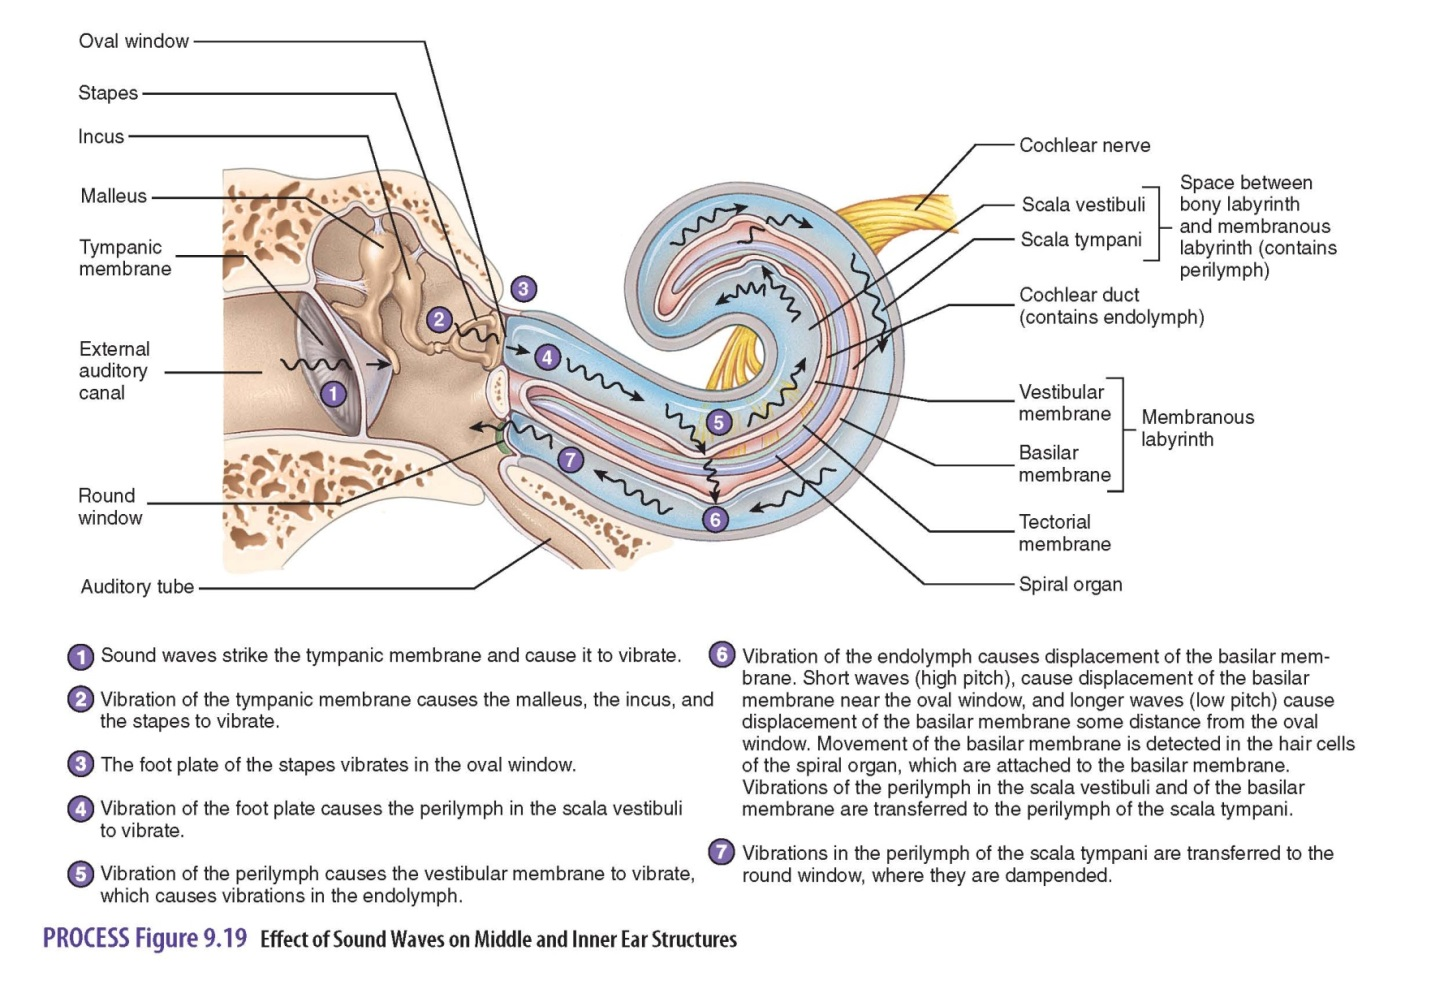 Oval window
Stapes
Incus
Malleus
Tympanic
membrane
External
auditory
canal
Round
window
Auditory tube
1
2
3
4
5
6
7
Cochlear nerve
Scala vestibuli
Scala tympani
Space between
bony labyrinth
and membranous
labyrinth (contains
perilymph)
Cochlear duct
(contains endolymph)
Vestibular
membrane
Basilar
membrane
Membranous
labyrinth
Tectorial
membrane
Spiral organ
1 Sound waves strike the tympanic membrane and cause it to vibrate.
2 Vibration of the tympanic membrane causes the malleus, the incus, and
the stapes to vibrate.
3 The foot plate of the stapes vibrates in the oval window.
4 Vibration of the foot plate causes the perilymph in the scala vestibuli
to vibrate.
5 Vibration of the perilymph causes the vestibular membrane to vibrate,
which causes vibrations in the endolymph.
6 Vibration of the endolymph causes displacement of the basilar mem-
brane. Short waves (high pitch), cause displacement of the basilar
membrane near the oval window, and longer waves (low pitch) cause
displacement of the basilar membrane some distance from the oval
window. Movement of the basilar membrane is detected in the hair cells
of the spiral organ, which are attached to the basilar membrane.
Vibrations of the perilymph in the scala vestibuli and of the basilar
membrane are transferred to the perilymph of the scala tympani.
7 Vibrations in the perilymph of the scala tympani are transferred to the
round window, where they are dampended.
PROCESS Figure 9.19 Effect of Sound Waves on Middle and Inner Ear Structures